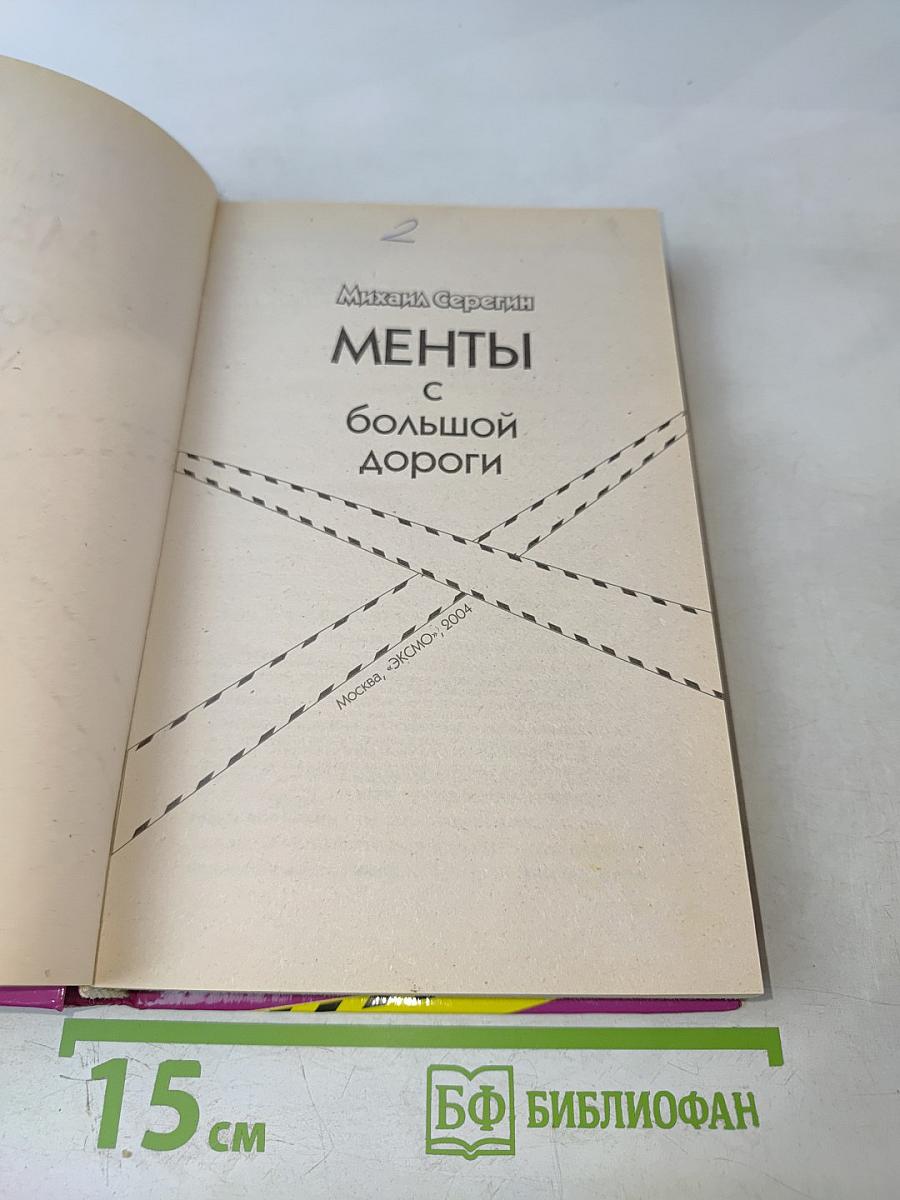 2
Михаил Серегин
МЕНТЫ
с
большой
дороги
Москва, «ЭКСМО», 2004
15 см
БФ БИБЛИОФАН